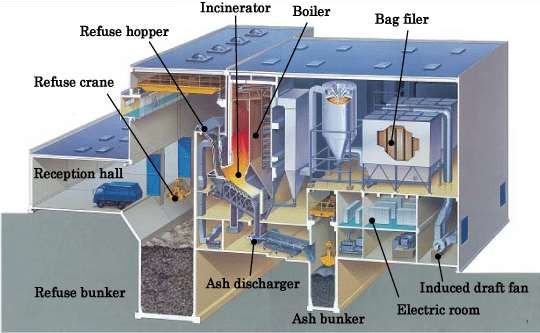 Incinerator
Boiler
Refuse hopper
Bag filer
Refuse crane
Reception hall
Refuse bunker
Ash discharger
Ash bunker
Electric room
Induced draft fan